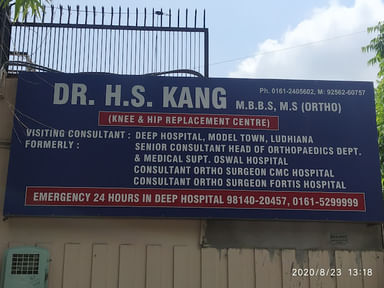 Ph. 0161-2405602, M: 92562-60757
DR. H.S. KANG M.B.B.S, M.S (ORTHO)
(KNEE & HIP REPLACEMENT CENTRE)
VISITING CONSULTANT : DEEP HOSPITAL, MODEL TOWN, LUDHIANA
FORMERLY : SENIOR CONSULTANT HEAD OF ORTHOPAEDICS DEPT.
& MEDICAL SUPT. OSWAL HOSPITAL
CONSULTANT ORTHO SURGEON CMC HOSPITAL
CONSULTANT ORTHO SURGEON FORTIS HOSPITAL
EMERGENCY 24 HOURS IN DEEP HOSPITAL 98140-20457, 0161-5299999
2020/8/23 13:18